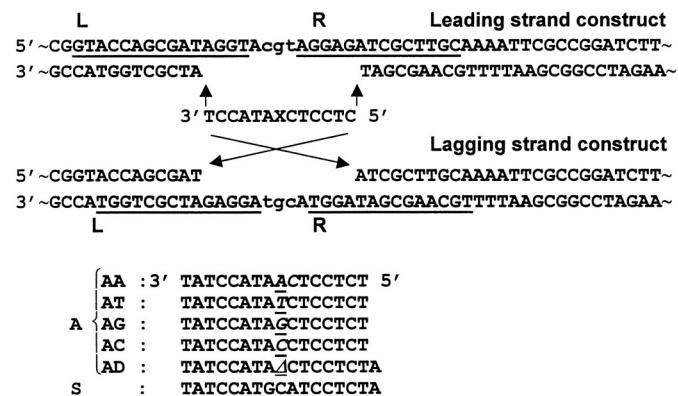 L R Leading strand construct
5′~CGGTACCAGCGATAGGTAcgtAGGAGATCGCTTGCAAAATTCGCCGGATCTT~
3′~GCCATGGTCGCTA TAGCGAACGTTTTAAGCGGCCTAGAA~
3′TCCATAXCTCCTC 5′
Lagging strand construct
5′~CGGTACCAGCGAT ATCGCTTGCAAAATTCGCCGGATCTT~
3′~GCCATGGTCGCTAGAGGATgcATGGATAGCGAACGTTTTAAGCGGCCTAGAA~
L R
AA :3′ TATCCATAACTCCTCT 5′
AT : TATCCATATCTCCTCT
A AG : TATCCATAGCTCCTCT
AC : TATCCATACCTCCTCT
AD : TATCCATAΔCTCCTCTA
S : TATCCATGCATCCTCTA